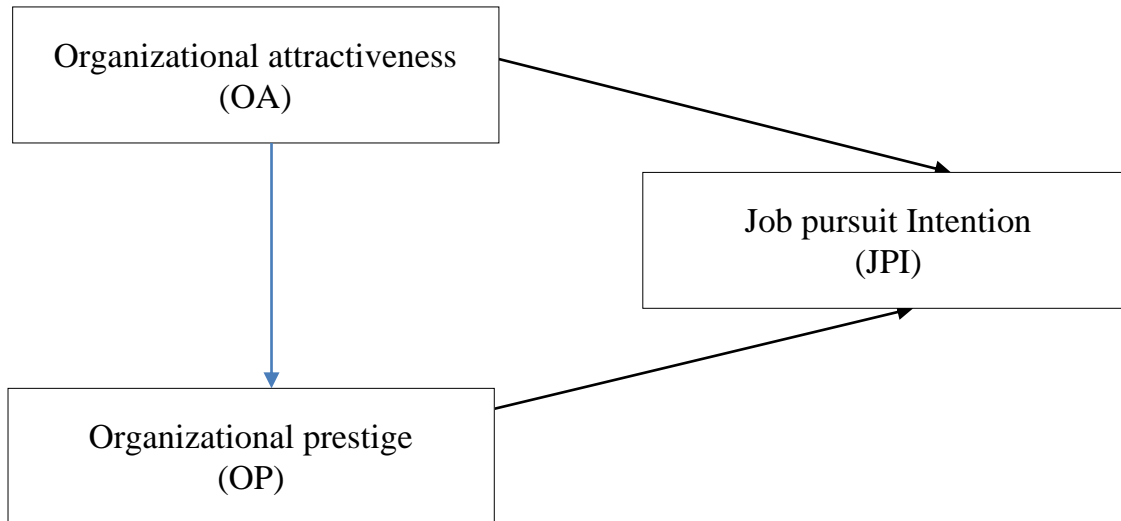 Organizational attractiveness
(OA)
Job pursuit Intention
(JPI)
Organizational prestige
(OP)